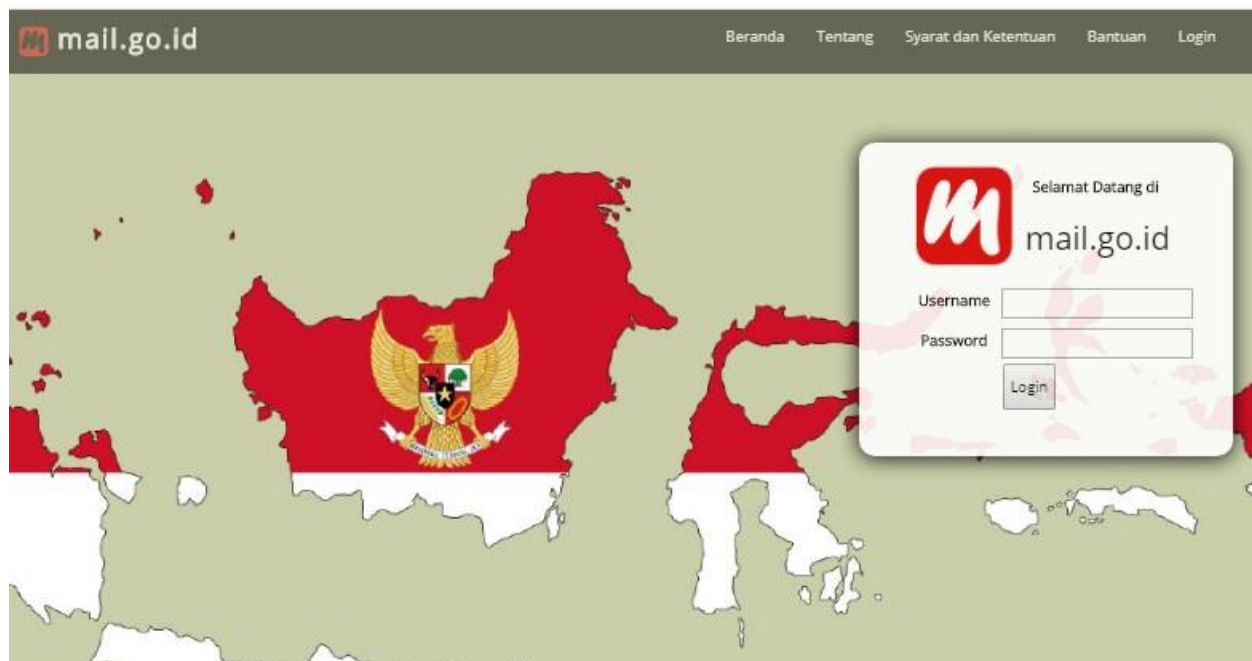 mail.go.id
Beranda Tentang Syarat dan Ketentuan Bantuan Login
Selamat Datang di
mail.go.id
Username
Password
Login